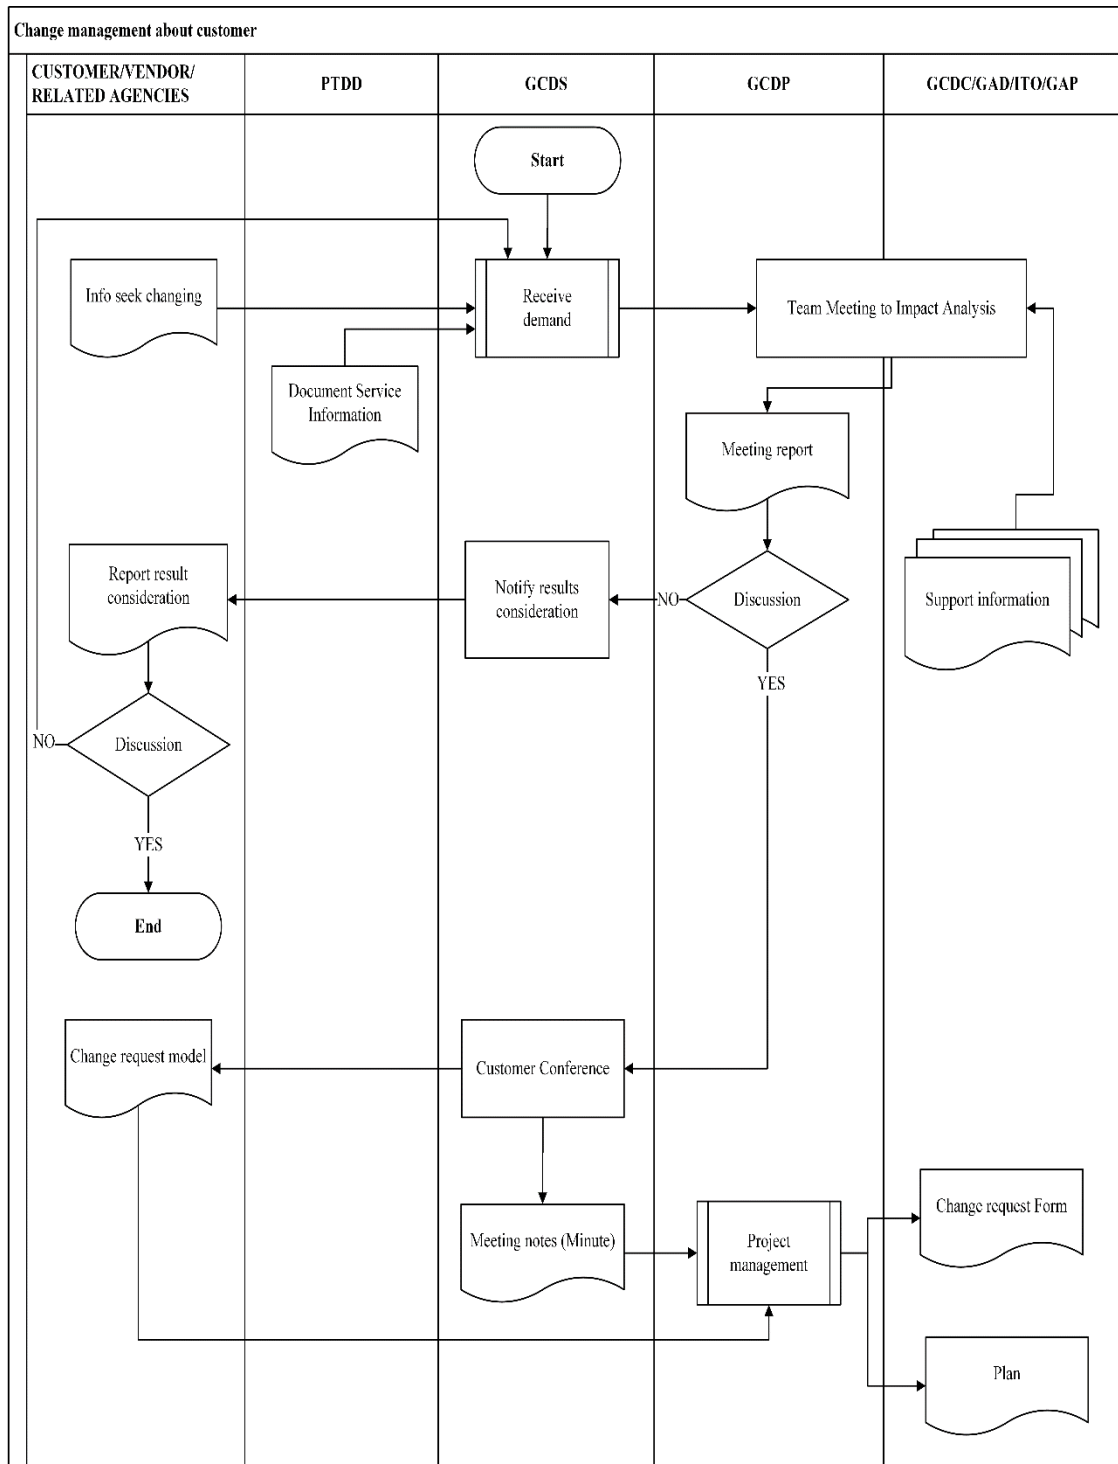 Change management about customer
CUSTOMER/VENDOR/
RELATED AGENCIES
PTDD
GCDS
GCDP
GCDC/GAD/ITO/GAP
Start
Info seek changing
Receive
demand
Team Meeting to Impact Analysis
Document Service
Information
Meeting report
Report result
consideration
Notify results
consideration
NO
Discussion
Support information
YES
NO
Discussion
YES
End
Change request model
Customer Conference
Meeting notes (Minute)
Project
management
Change request Form
Plan